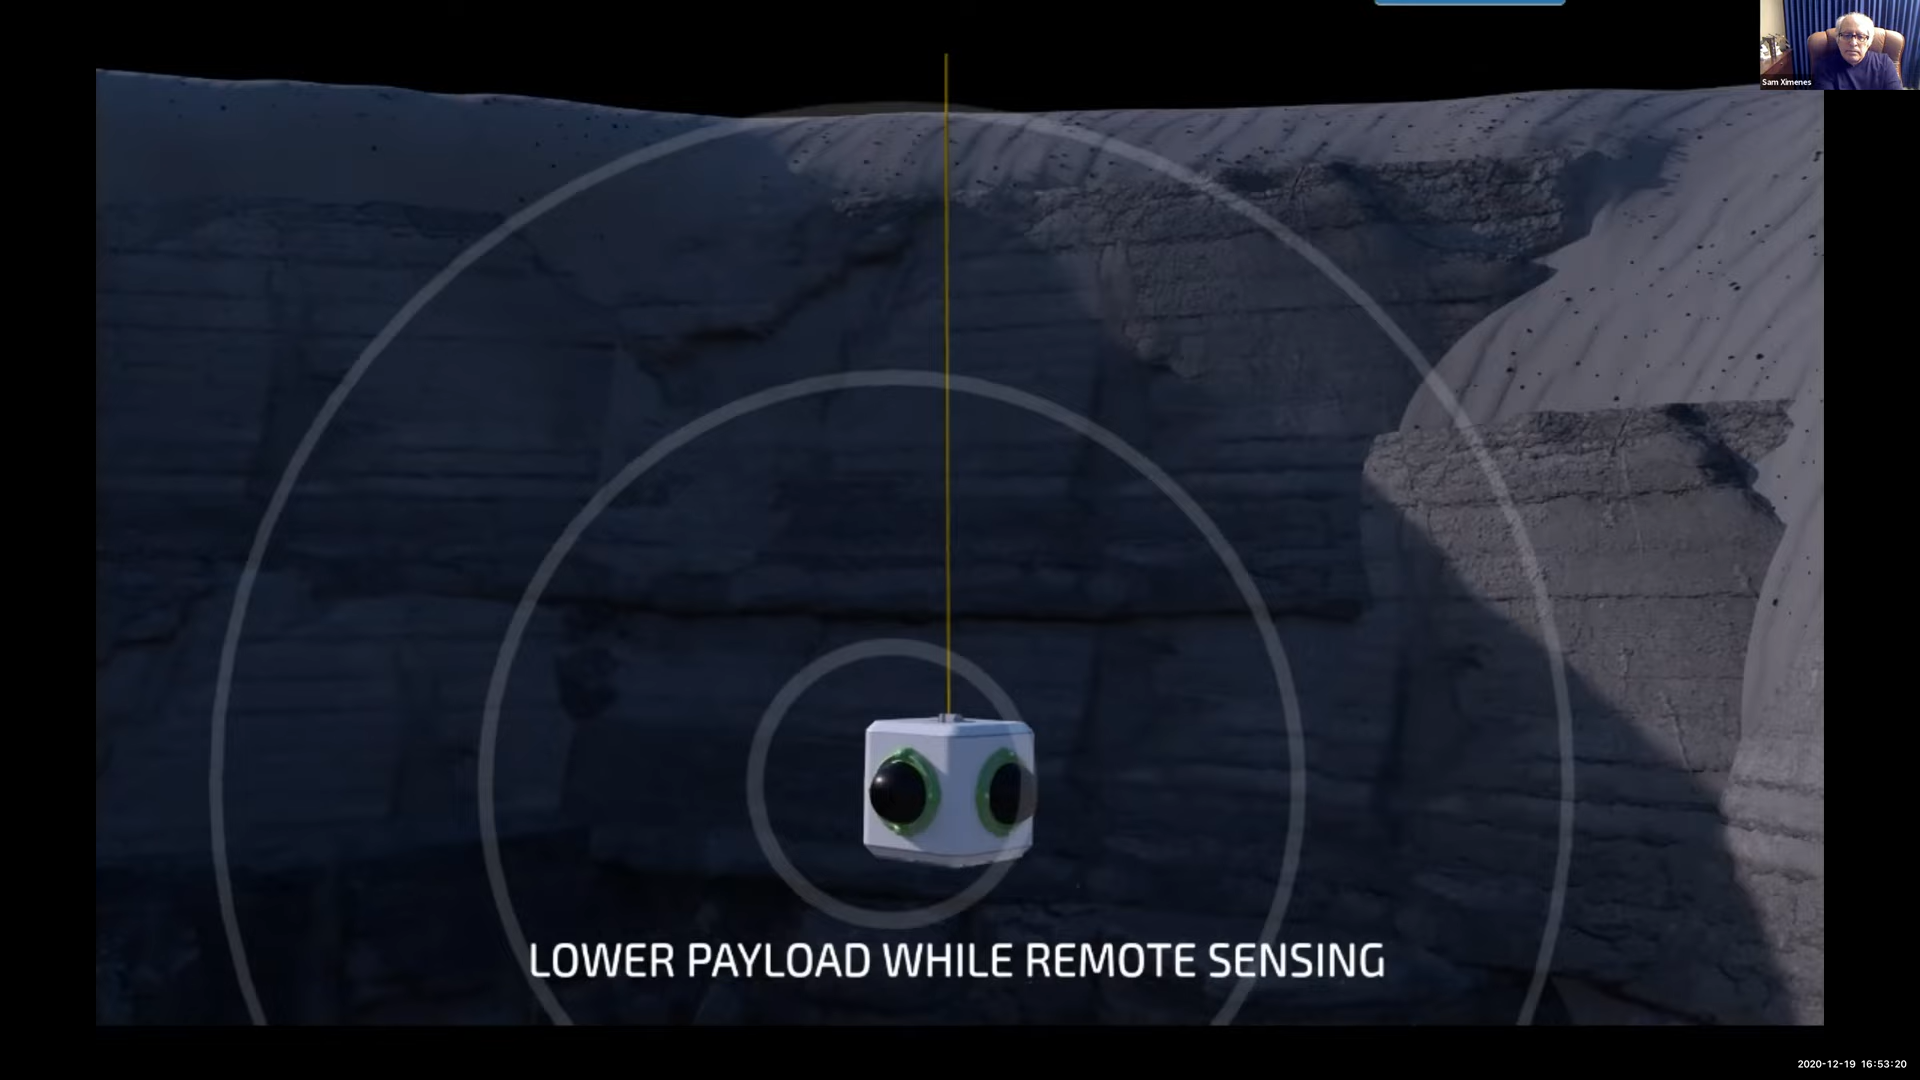 Sam Ximenes
LOWER PAYLOAD WHILE REMOTE SENSING
2020-12-19 16:53:20